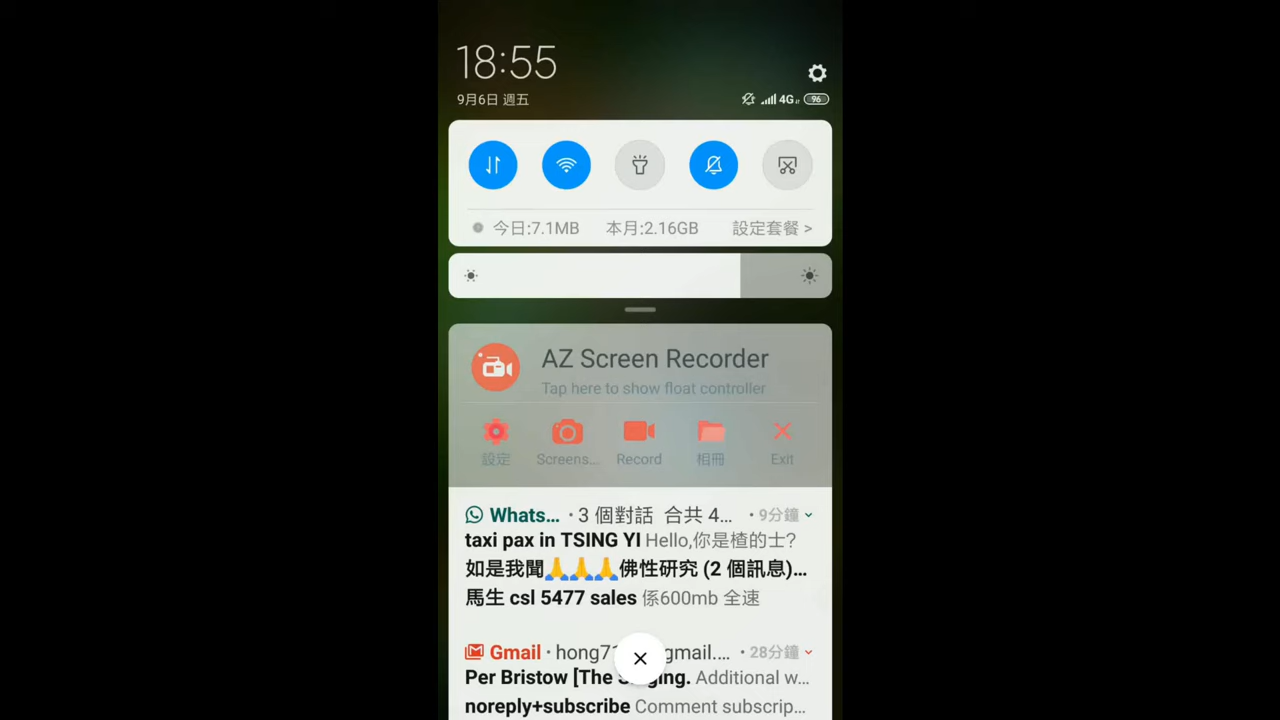 18:55
9月6日 週五
4G 96
今日:7.1MB 本月:2.16GB 設定套餐 >
AZ Screen Recorder
Tap here to show float controller
設定 Screens... Record 相冊 Exit
Whats... · 3 個對話 合共 4... · 9分鐘
taxi pax in TSING YI Hello,你是楂的士?
如是我聞🙏🙏🙏佛性研究 (2 個訊息)...
馬生 csl 5477 sales 係600mb 全速
Gmail · hong7 gmail.... · 28分鐘
Per Bristow [The Additional w...
noreply+subscribe Comment subscrip...